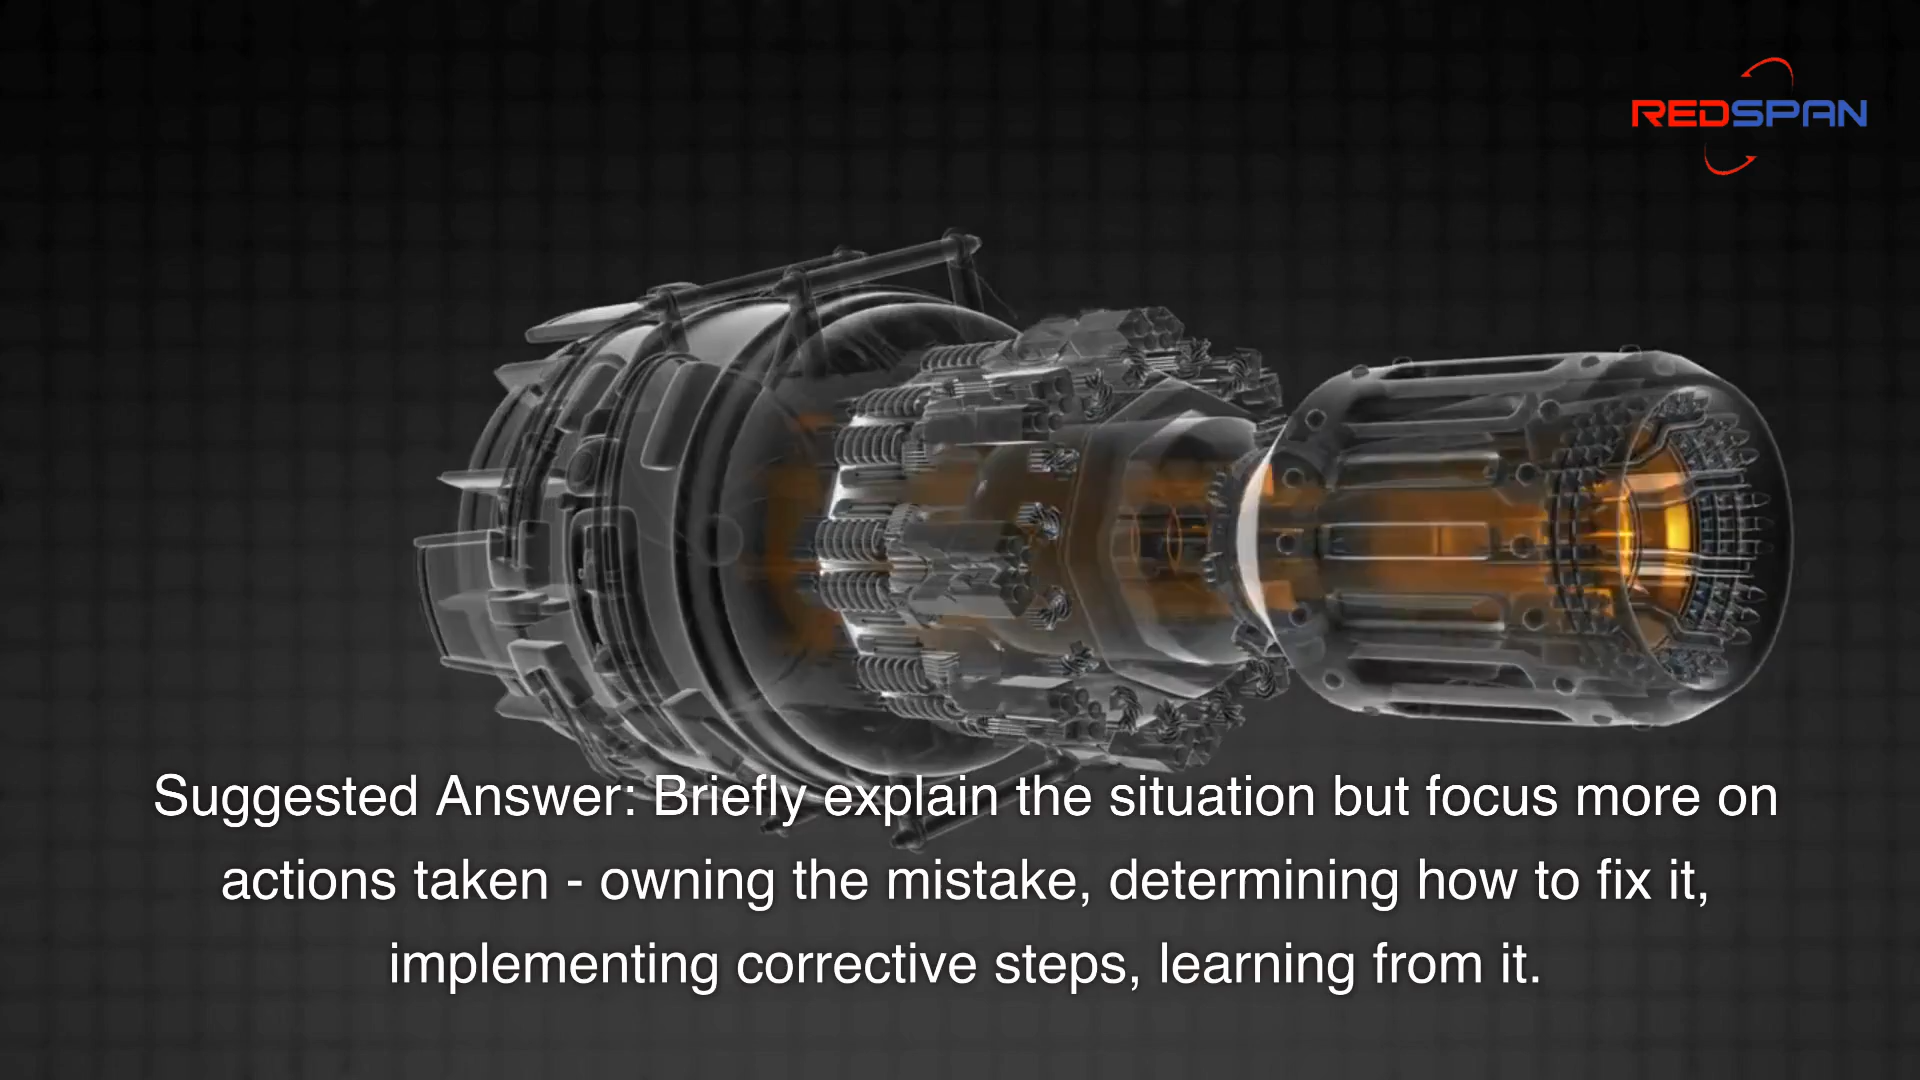 REDSPAN
Suggested Answer: Briefly explain the situation but focus more on
actions taken - owning the mistake, determining how to fix it,
implementing corrective steps, learning from it.